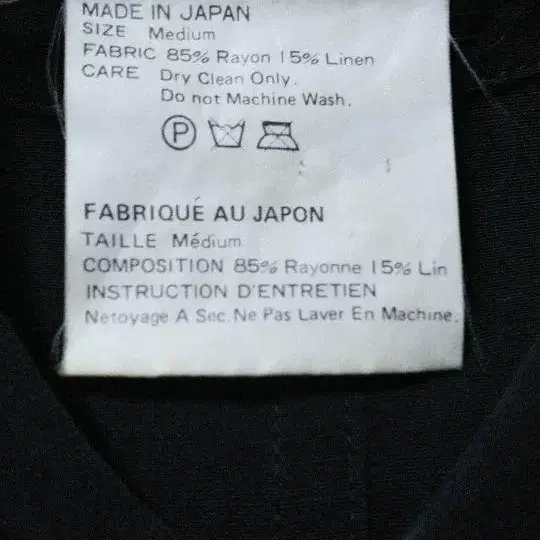 MADE IN JAPAN
SIZE Medium
FABRIC 85% Rayon 15% Linen
CARE Dry Clean Only.
Do not Machine Wash.
P
FABRIQUÉ AU JAPON
TAILLE Médium
COMPOSITION 85% Rayonne 15% Lin
INSTRUCTION D'ENTRETIEN
Netoyage A Sec.Ne Pas Laver En Machine.